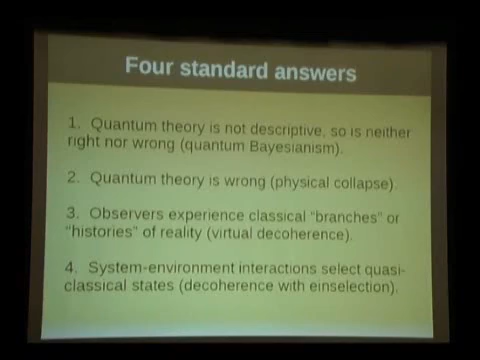 Four standard answers
1. Quantum theory is not descriptive, so is neither
right nor wrong (quantum Bayesianism).
2. Quantum theory is wrong (physical collapse).
3. Observers experience classical “branches” or
“histories” of reality (virtual decoherence).
4. System-environment interactions select quasi-
classical states (decoherence with einselection).